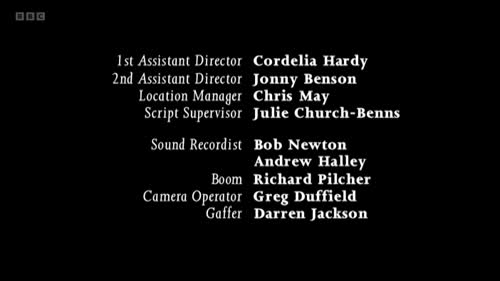 BBC
1st Assistant Director Cordelia Hardy
2nd Assistant Director Jonny Benson
Location Manager Chris May
Script Supervisor Julie Church-Benns
Sound Recordist Bob Newton
Andrew Halley
Boom Richard Pilcher
Camera Operator Greg Duffield
Gaffer Darren Jackson